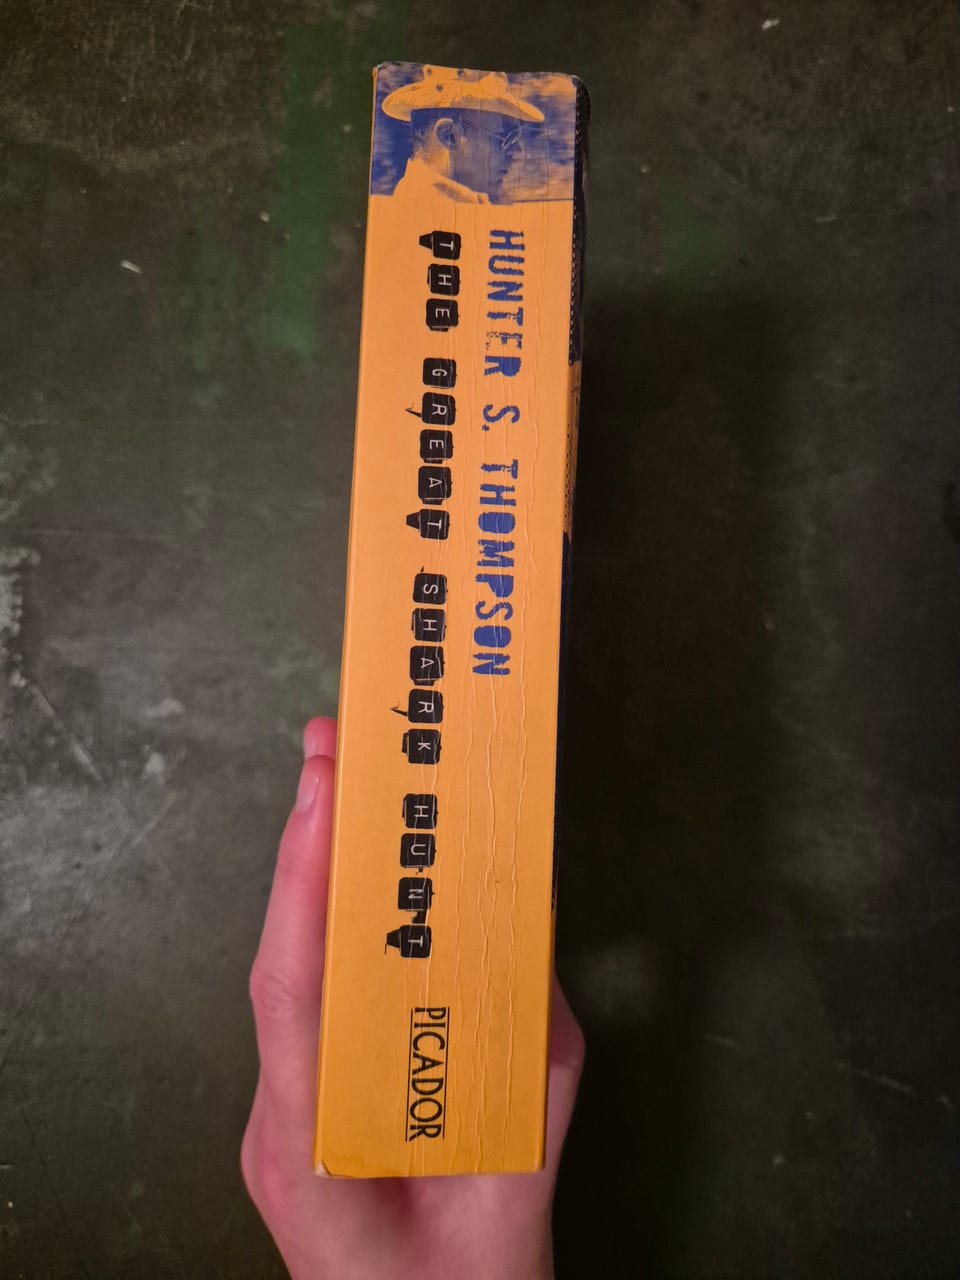 HUNTER S. THOMPSON
THE GREAT SHARK HUNT
PICADOR